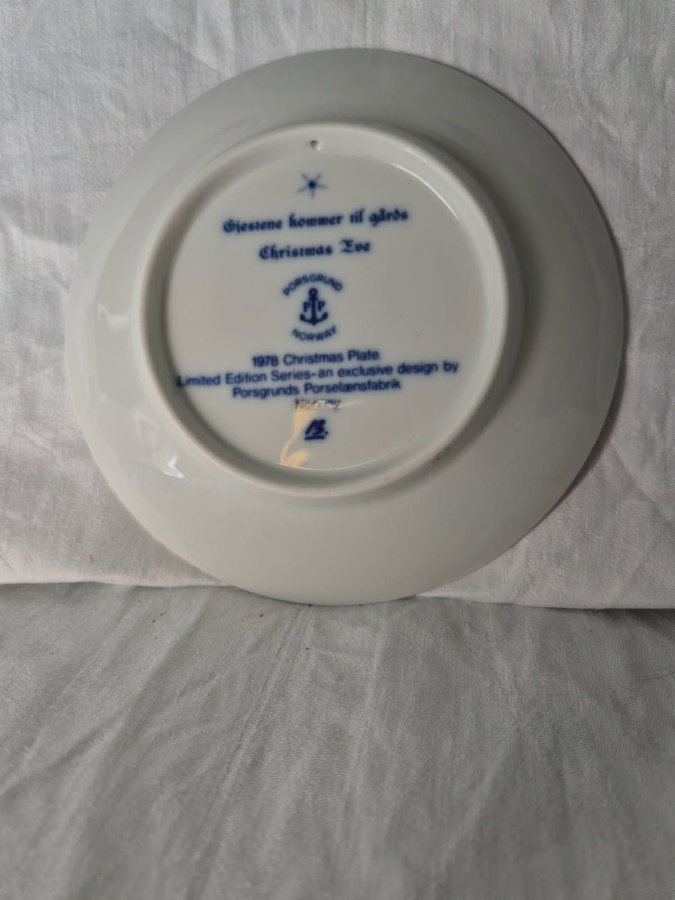 Gjestene kommer til gårds
Christmas Eve
PORSGRUND
P P
NORWAY
1978 Christmas Plate
Limited Edition Series-an exclusive design by
Porsgrunds Porselænsfabrik
Norway